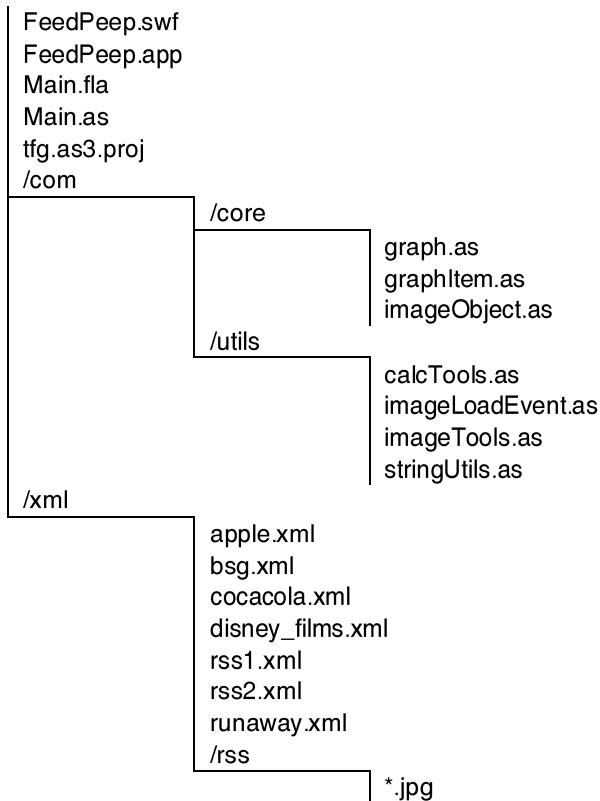 FeedPeep.swf
FeedPeep.app
Main.fla
Main.as
tfg.as3.proj
/com
/core
graph.as
graphItem.as
imageObject.as
/utils
calcTools.as
imageLoadEvent.as
imageTools.as
stringUtils.as
/xml
apple.xml
bsg.xml
cocacola.xml
disney_films.xml
rss1.xml
rss2.xml
runaway.xml
/rss
*.jpg